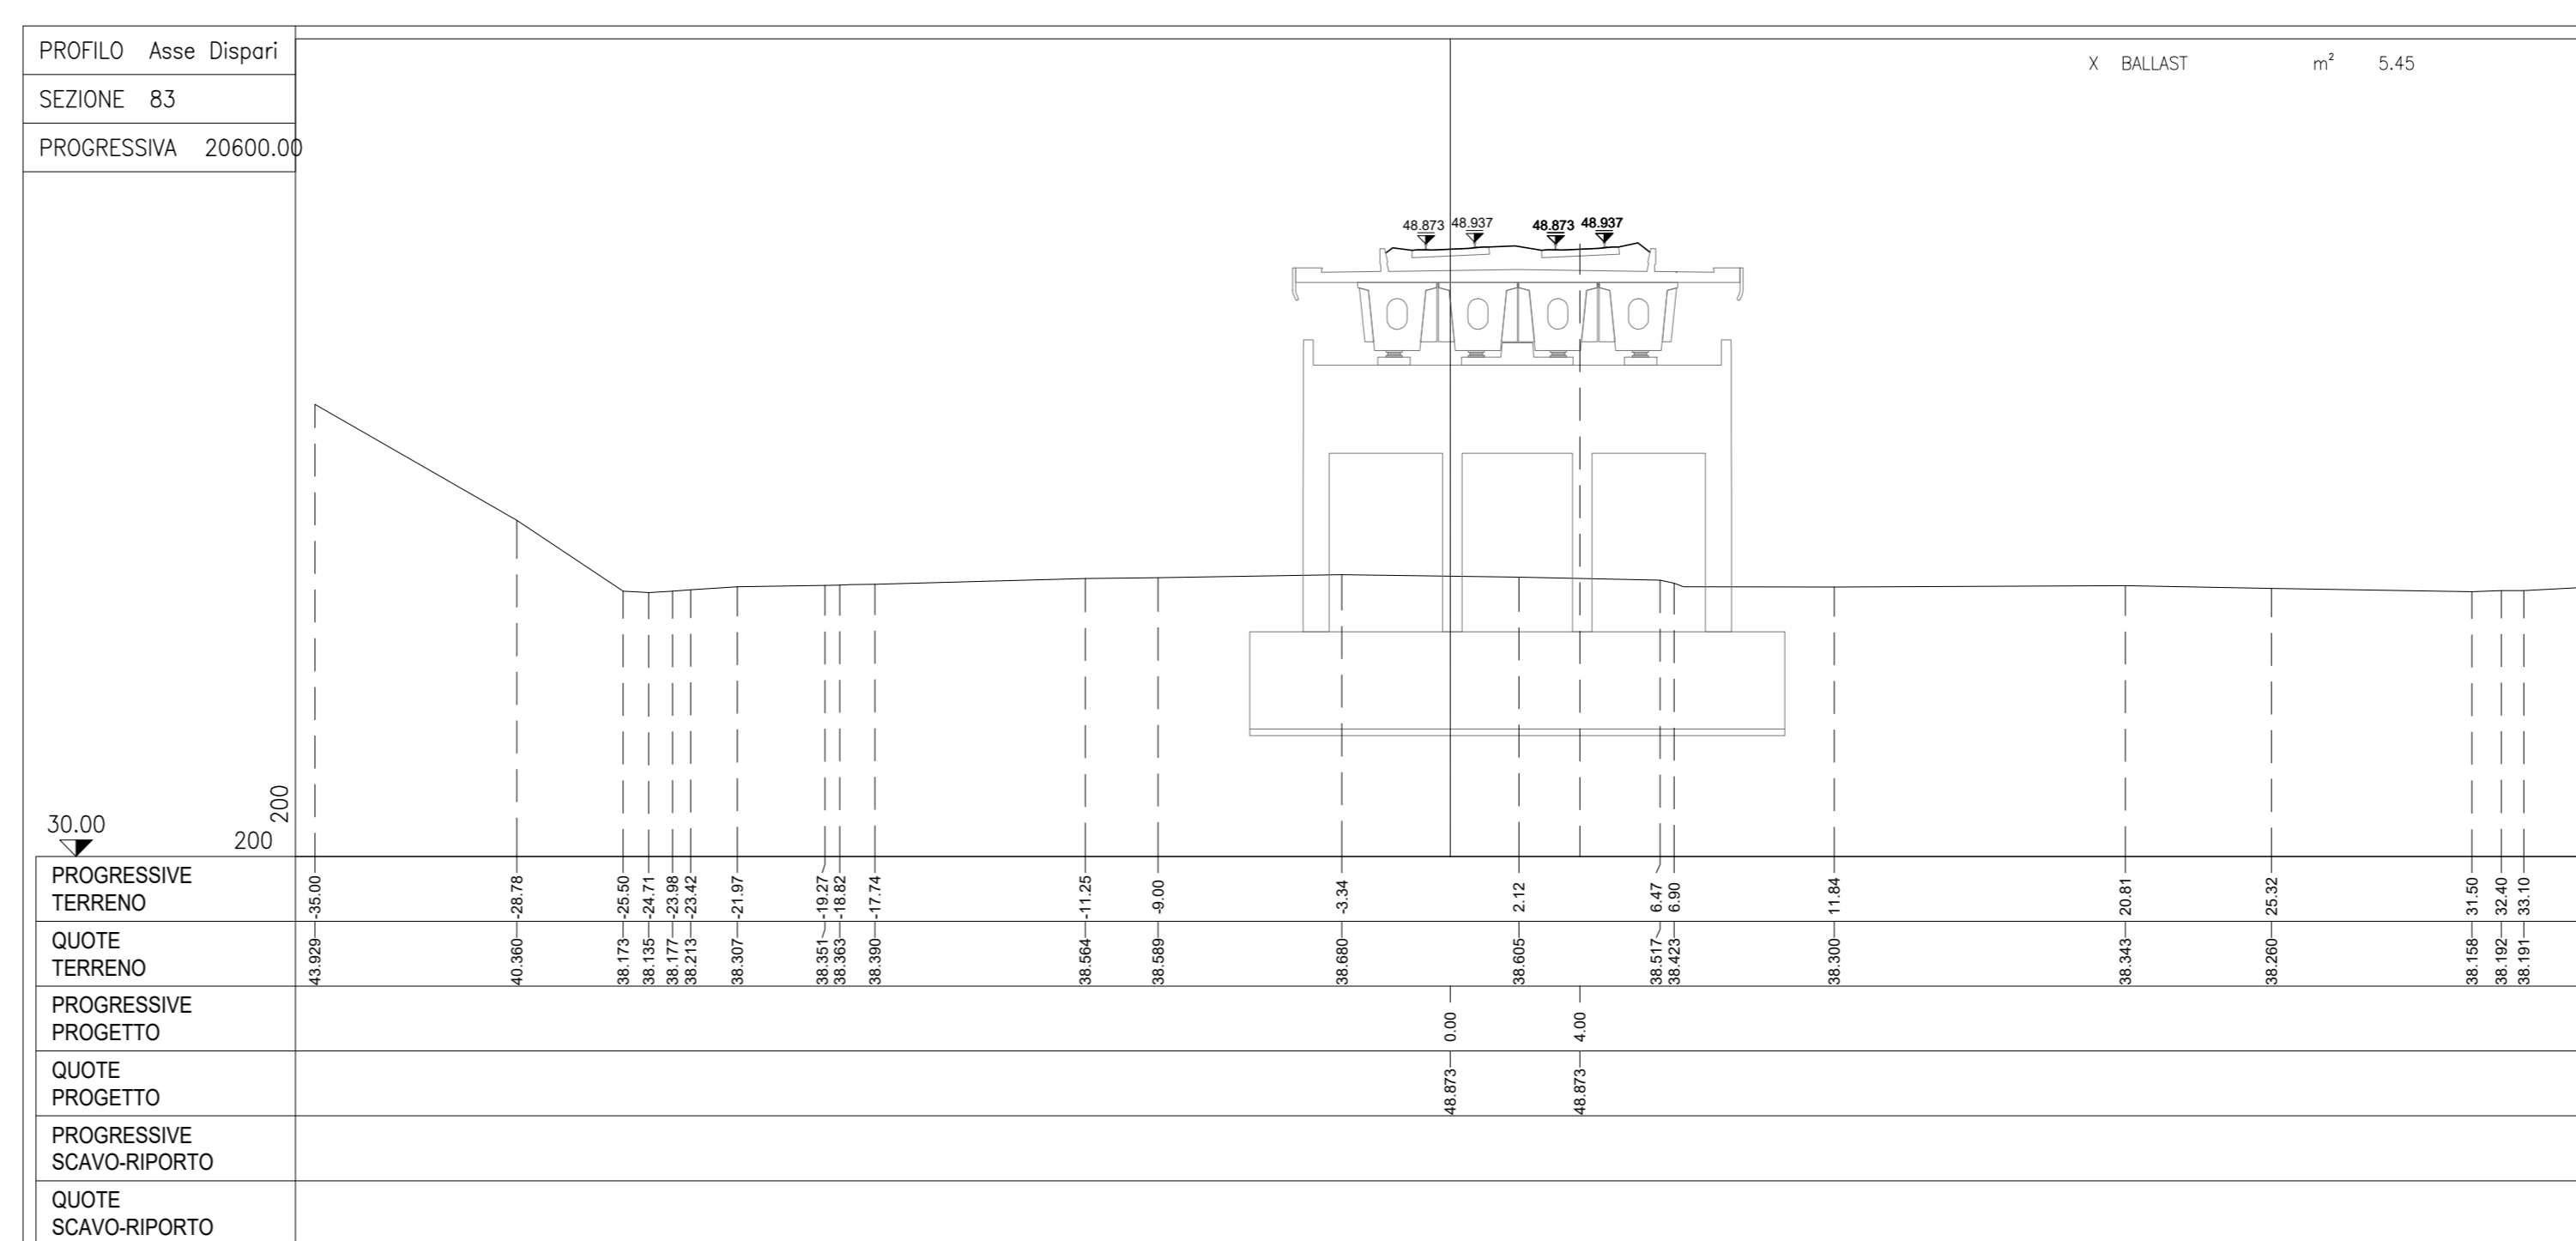 PROFILO Asse Dispari
SEZIONE 83
PROGRESSIVA 20600.00
X BALLAST m² 5.45
48.873 48.937 48.873 48.937
200
30.00
200
PROGRESSIVE
TERRENO
-35.00 -28.78 -25.50 -24.71 -23.98 -23.42 -21.97 -19.27 -18.82 -17.74 -11.25 -9.00 -3.34 2.12 6.47 6.90 11.84 20.81 25.32 31.50 32.40 33.10
QUOTE
TERRENO
43.929 40.360 38.173 38.135 38.177 38.213 38.307 38.351 38.363 38.390 38.564 38.589 38.680 38.605 38.517 38.423 38.300 38.343 38.260 38.158 38.192 38.191
PROGRESSIVE
PROGETTO
0.00 4.00
QUOTE
PROGETTO
48.873 48.873
PROGRESSIVE
SCAVO-RIPORTO
QUOTE
SCAVO-RIPORTO